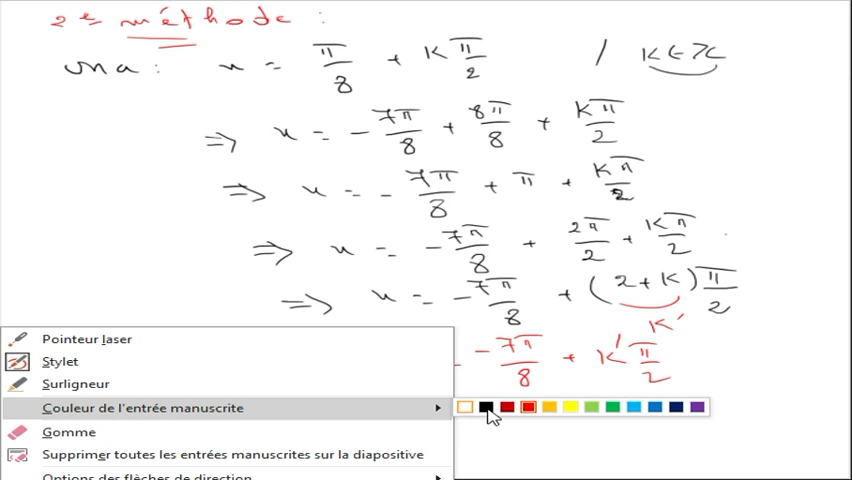 2e méthode :
on a : x = π/8 + kπ/2 / k∈ℤ
⇒ x = -7π/8 + 8π/8 + kπ/2
⇒ x = -7π/8 + π + kπ/2
⇒ x = -7π/8 + 2π/2 + kπ/2
⇒ x = -7π/8 + (2+k)π/2
k'
= -7π/8 + k'π/2
Pointeur laser
Stylet
Surligneur
Couleur de l'entrée manuscrite
Gomme
Supprimer toutes les entrées manuscrites sur la diapositive
Options des flèches de direction